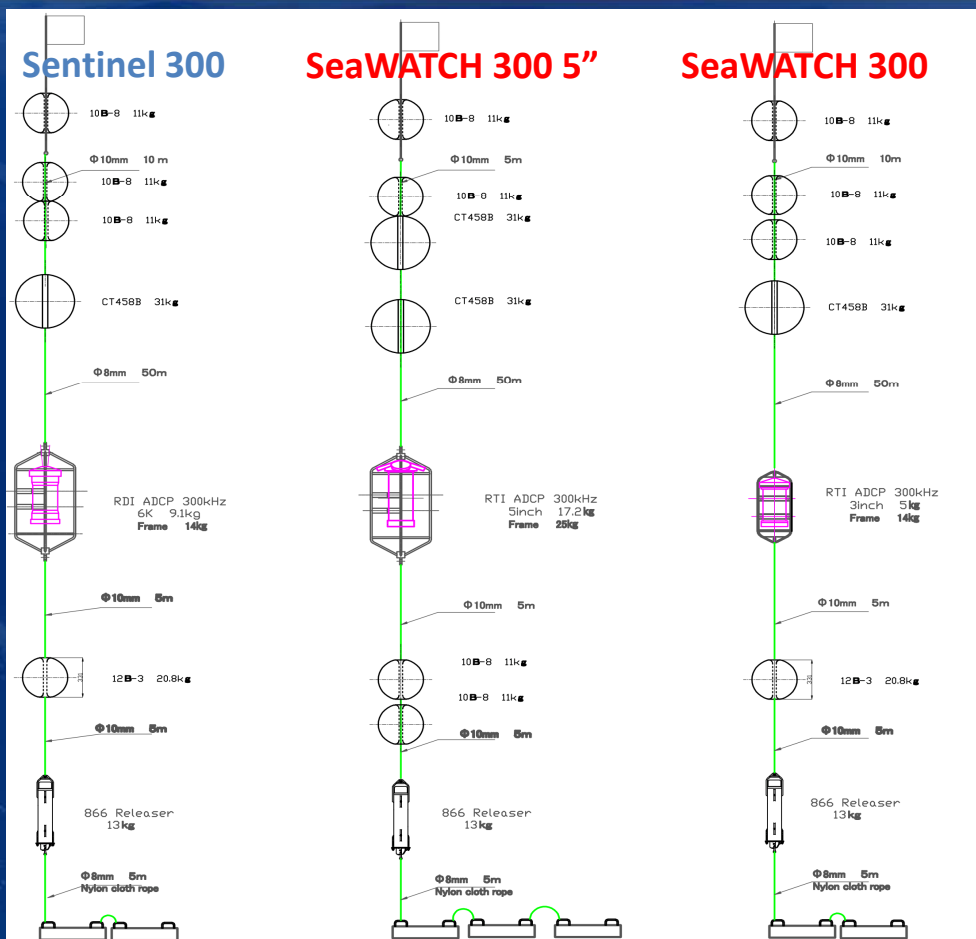 Sentinel 300
10B-8 11kg
Φ10mm 10m
10B-8 11kg
10B-8 11kg
CT458B 31kg
Φ8mm 50m
RDI ADCP 300kHz
6K 9.1kg
Frame 14kg
Φ10mm 5m
331
12B-3 20.8kg
Φ10mm 5m
866 Releaser
13kg
Φ8mm 5m
Nylon cloth rope
SeaWATCH 300 5”
10B-8 11kg
Φ10mm 5m
10B-8 11kg
CT458B 31kg
CT458B 31kg
Φ8mm 50m
RTI ADCP 300kHz
5inch 17.2kg
Frame 25kg
Φ10mm 5m
10B-8 11kg
10B-8 11kg
Φ10mm 5m
866 Releaser
13kg
Φ8mm 5m
Nylon cloth rope
SeaWATCH 300
10B-8 11kg
Φ10mm 10m
10B-8 11kg
10B-8 11kg
CT458B 31kg
Φ8mm 50m
RTI ADCP 300kHz
3inch 5kg
Frame 14kg
Φ10mm 5m
331
12B-3 20.8kg
Φ10mm 5m
866 Releaser
13kg
Φ8mm 5m
Nylon cloth rope